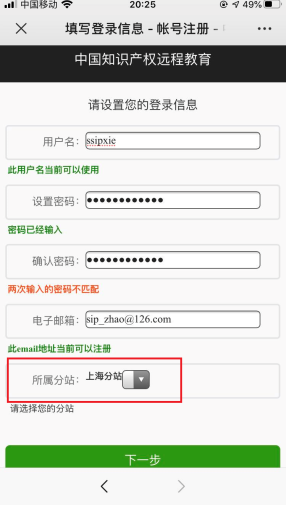 中国移动 20:25 49%
填写登录信息 - 帐号注册 -
中国知识产权远程教育
请设置您的登录信息
用户名： ssipxie
此用户名当前可以使用
设置密码： ●●●●●●●●●●●●
密码已经输入
确认密码： ●●●●●●●●●●●●
两次输入的密码不匹配
电子邮箱： sip_zhao@126.com
此email地址当前可以注册
所属分站： 上海分站
请选择您的分站
下一步